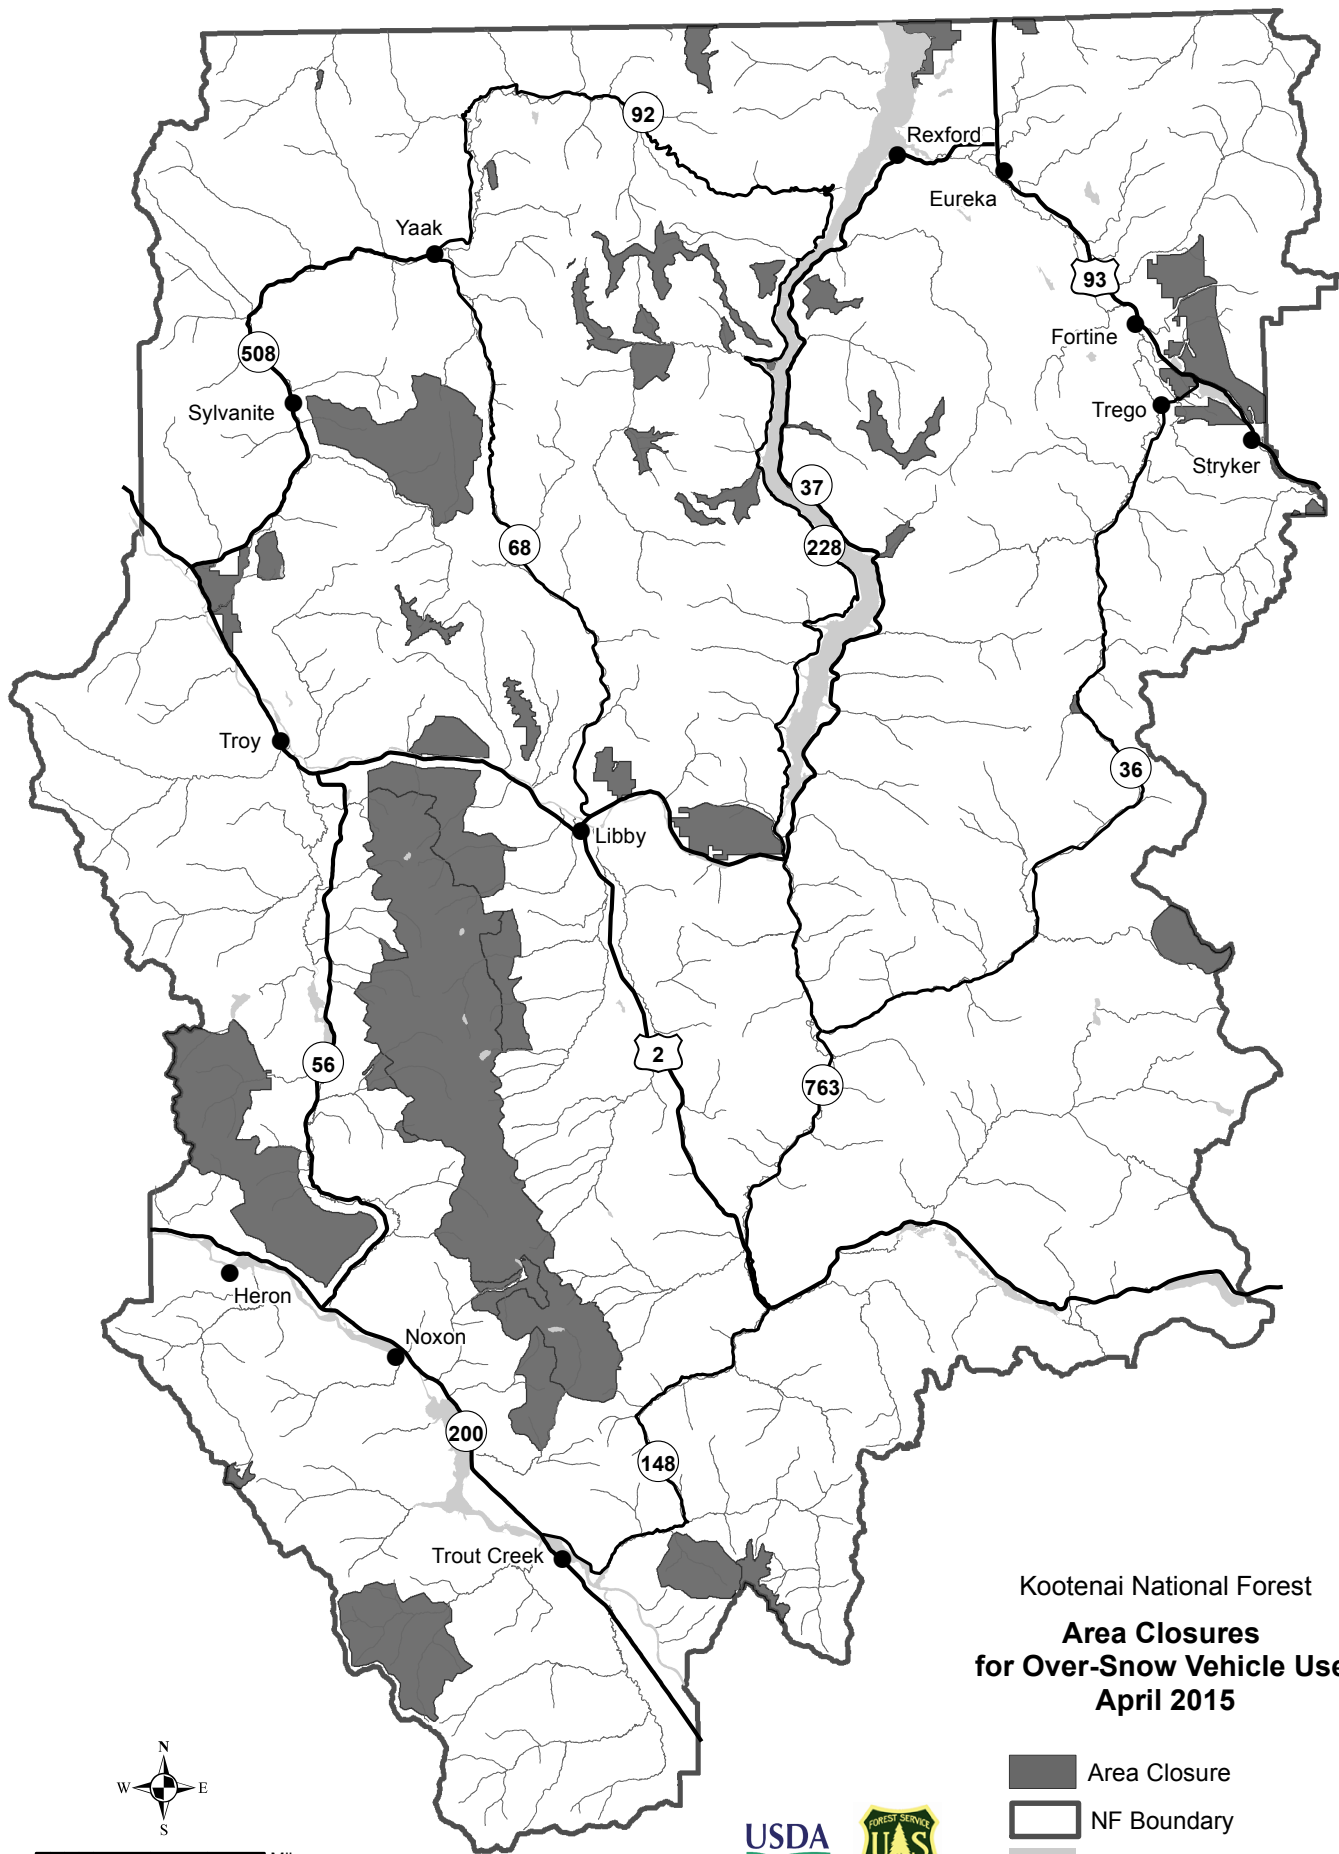 92
Rexford
Eureka
Yaak
93
Fortine
508
Sylvanite
Trego
Stryker
37
68
228
Troy
36
Libby
56
2
763
Heron
Noxon
200
148
Trout Creek
Kootenai National Forest
Area Closures
for Over-Snow Vehicle Use
April 2015
N
W E
S
Area Closure
NF Boundary
USDA
FOREST SERVICE
U S